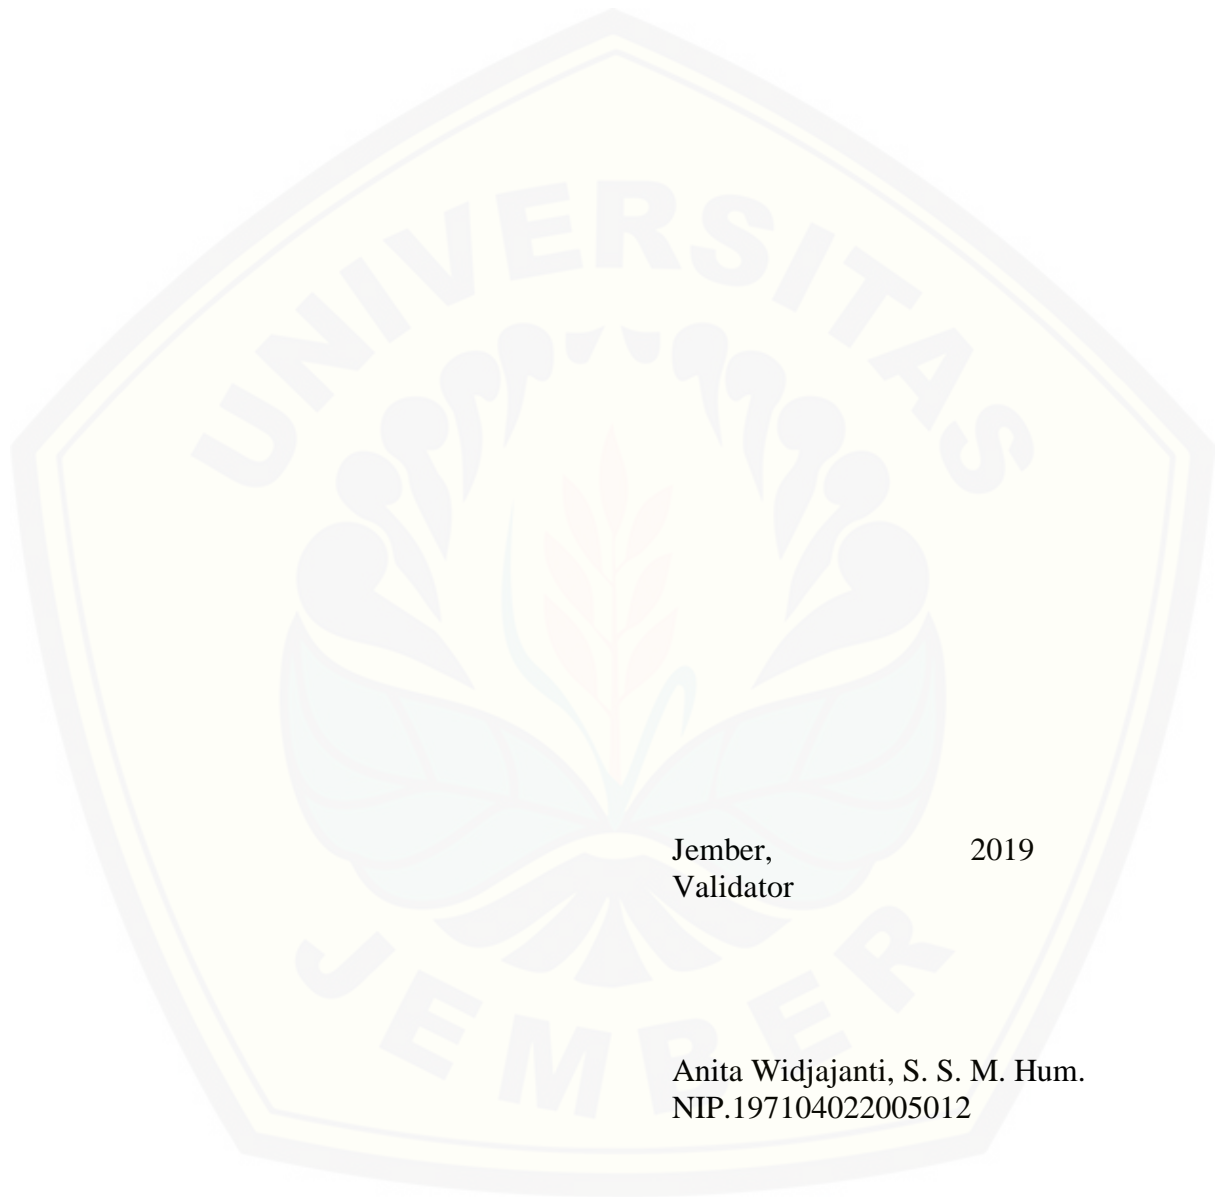 UNIVERSITAS
Jember, 2019
Validator
JEMBER
Anita Widjajanti, S. S. M. Hum.
NIP.197104022005012